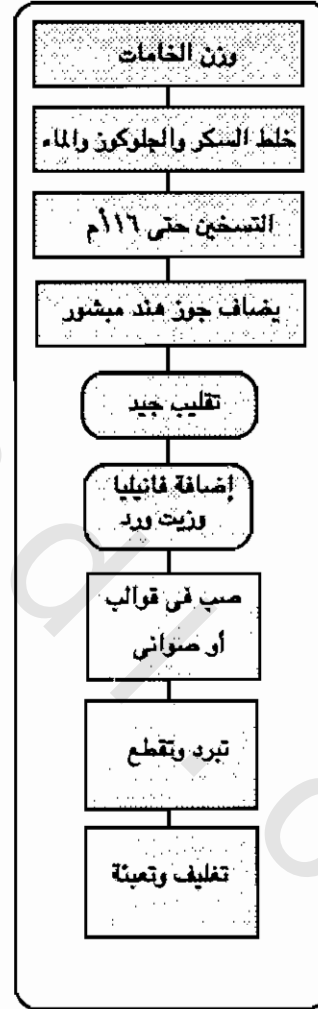 وزن الخامات
خلط السكر والجلوكوز والماء
التسخين حتى ١١٦°م
يضاف جوز هند مبشور
تقليب جيد
إضافة فانيليا
وزيت ورد
صب فى قوالب
أو صوانى
تبرد وتقطع
تغليف وتعبئة